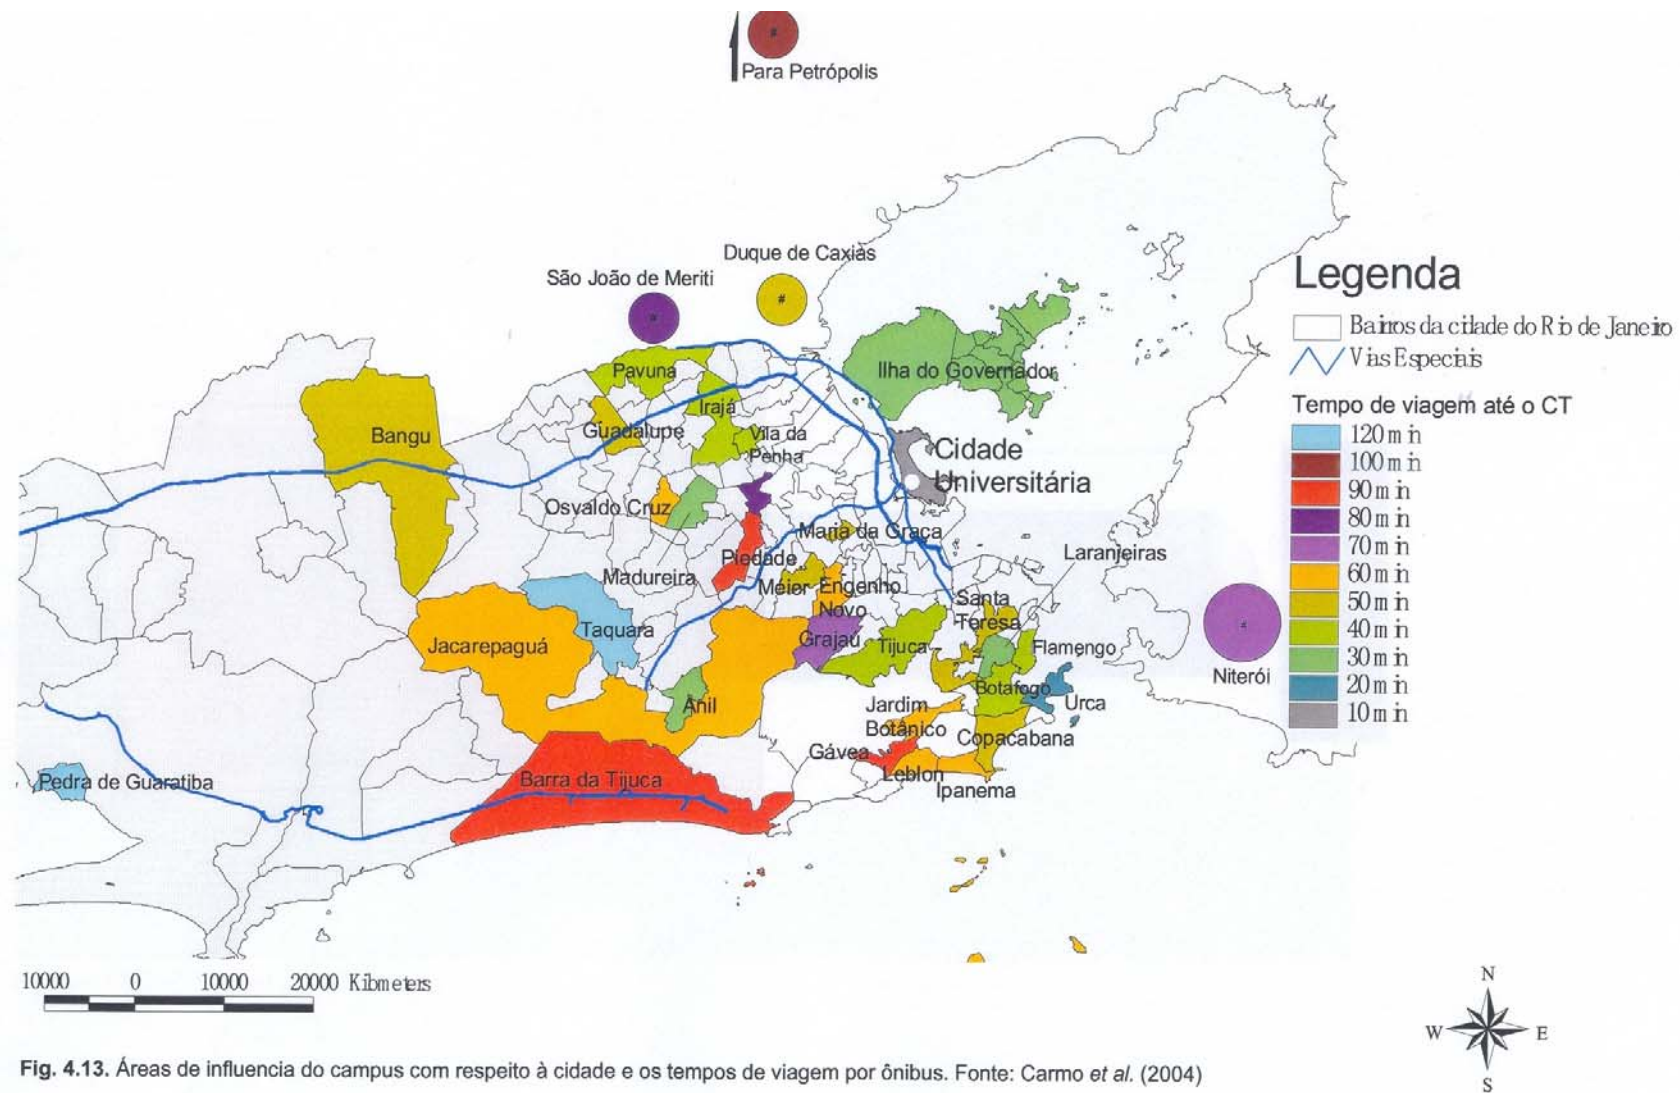 Para Petrópolis
Duque de Caxias
São João de Meriti
Legenda
Bairros da cidade do Rio de Janeiro
Vias Especiais
Pavuna
Ilha do Governador
Tempo de viagem até o CT
120 min
100 min
90 min
80 min
70 min
60 min
50 min
40 min
30 min
20 min
10 min
Irajá
Bangu
Guadalupe
Vila da
Penha
Cidade
Universitária
Osvaldo Cruz
Maria da Graça
Piedade
Laranjeiras
Madureira
Méier
Engenho
Novo
Santa
Teresa
Taquara
Grajaú
Tijuca
Flamengo
Jacarepaguá
Niterói
Botafogo
Urca
Anil
Jardim
Botânico
Copacabana
Gávea
Leblon
Ipanema
Pedra de Guaratiba
Barra da Tijuca
10000 0 10000 20000 Kilometers
N
W E
S
Fig. 4.13. Áreas de influencia do campus com respeito à cidade e os tempos de viagem por ônibus. Fonte: Carmo et al. (2004)